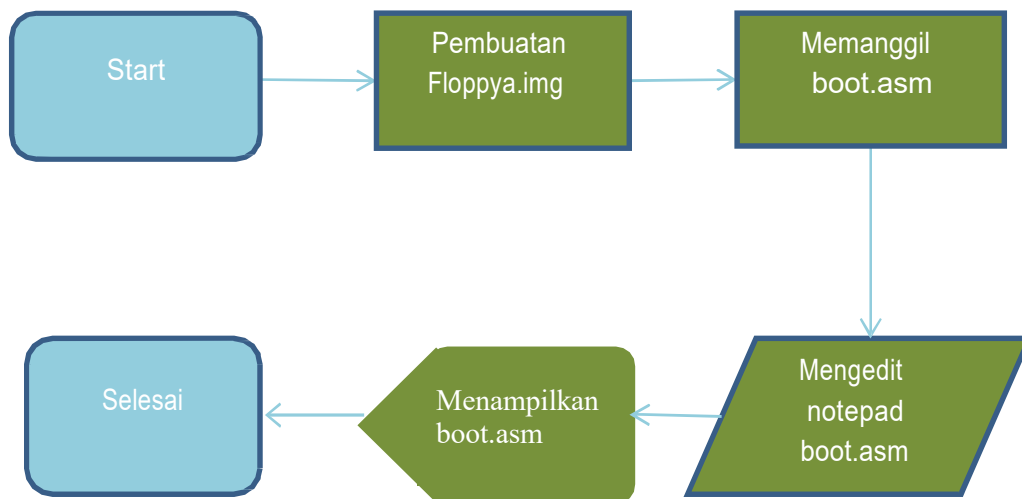 Start
Pembuatan
Floppya.img
Memanggil
boot.asm
Mengedit
notepad
boot.asm
Menampilkan
boot.asm
Selesai